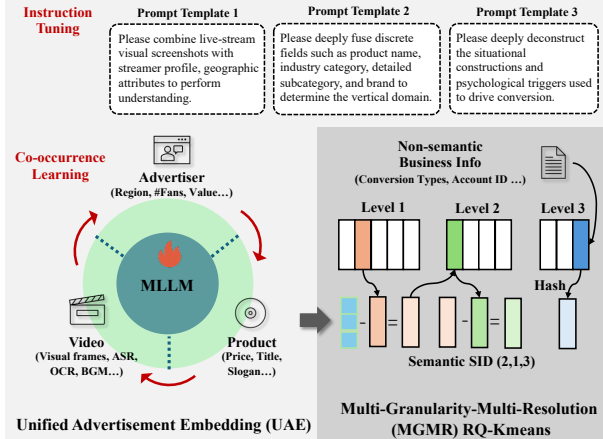 Instruction
Tuning
Prompt Template 1
Please combine live-stream
visual screenshots with
streamer profile, geographic
attributes to perform
understanding.
Prompt Template 2
Please deeply fuse discrete
fields such as product name,
industry category, detailed
subcategory, and brand to
determine the vertical domain.
Prompt Template 3
Please deeply deconstruct
the situational
constructions and
psychological triggers used
to drive conversion.
Co-occurrence
Learning
Advertiser
(Region, #Fans, Value…)
MLLM
Video
(Visual frames, ASR,
OCR, BGM…)
Product
(Price, Title,
Slogan…)
Unified Advertisement Embedding (UAE)
Non-semantic
Business Info
(Conversion Types, Account ID …)
Level 1
Level 2
Level 3
Hash
- = - =
Semantic SID (2,1,3)
Multi-Granularity-Multi-Resolution
(MGMR) RQ-Kmeans